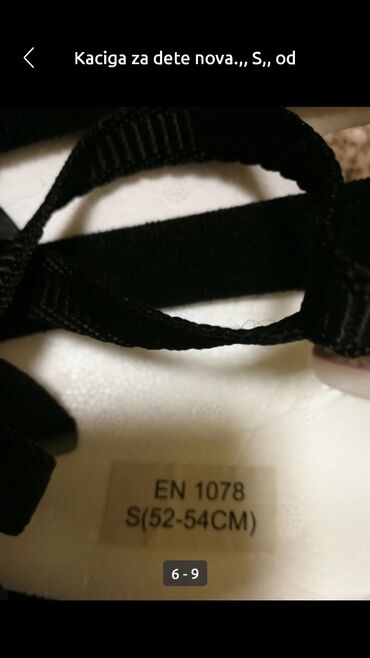 Kaciga za dete nova.,, S,, od
EN 1078
S(52-54CM)
6 - 9